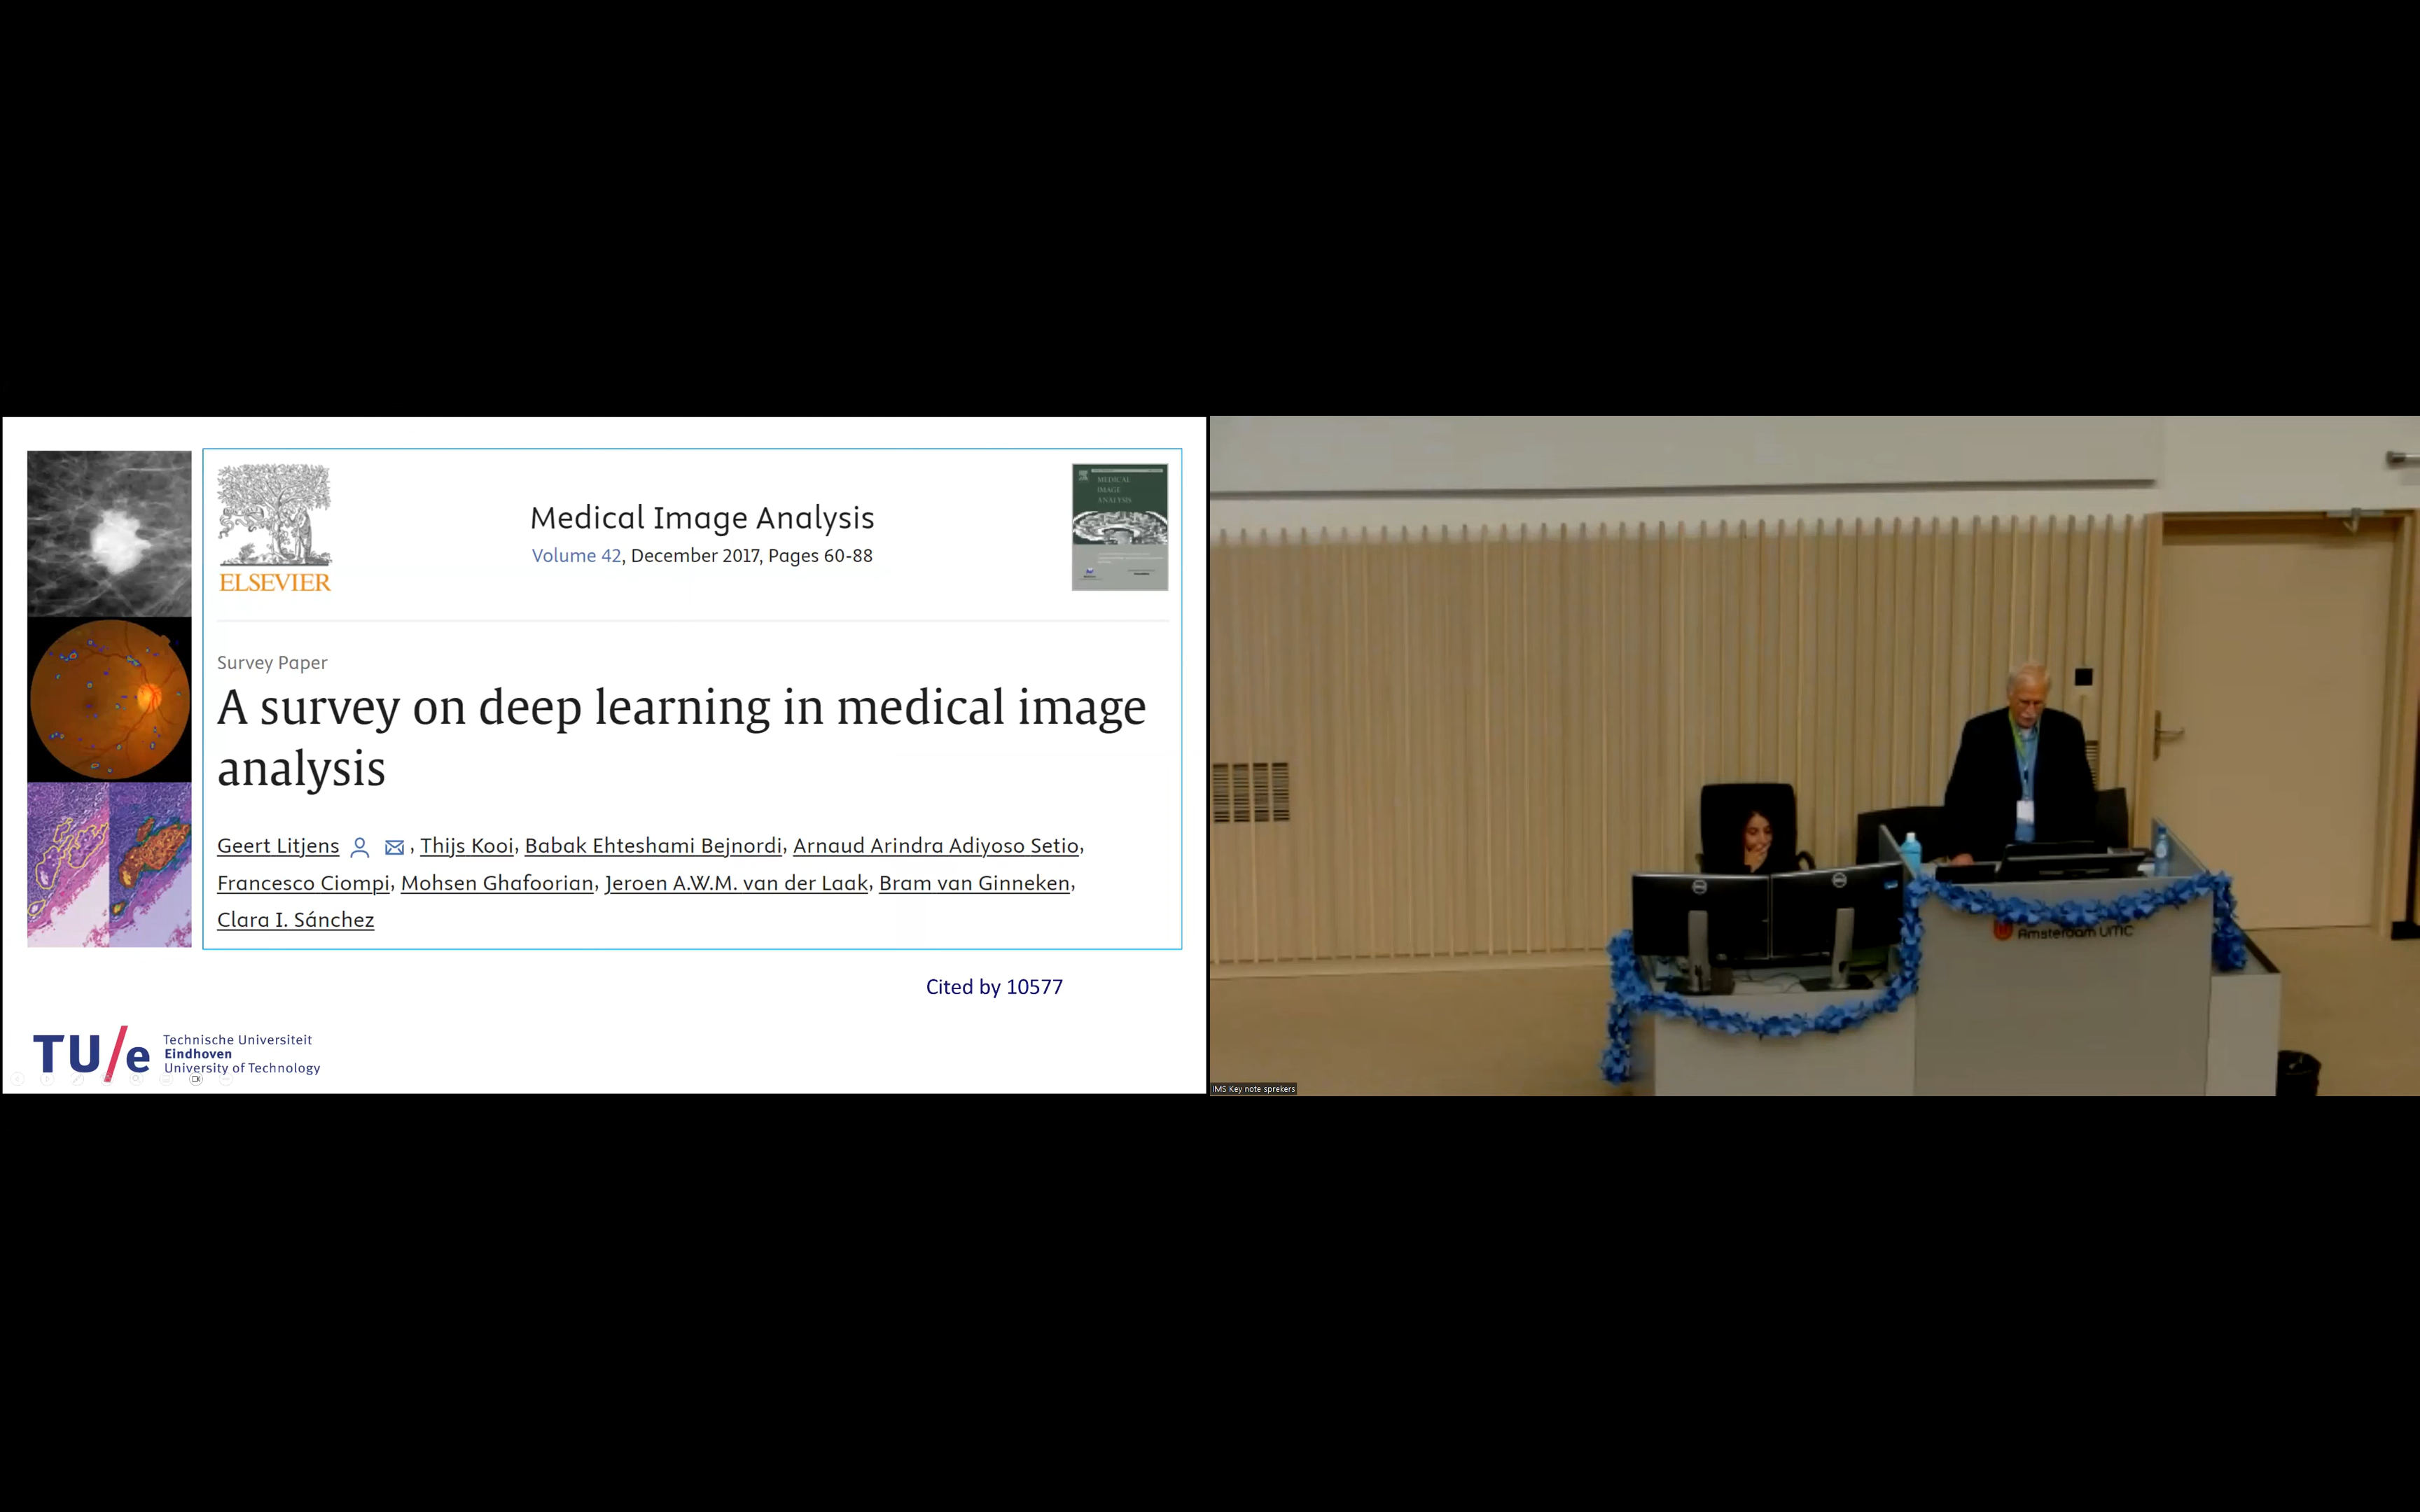 ELSEVIER
Medical Image Analysis
Volume 42, December 2017, Pages 60-88
MEDICAL
IMAGE
ANALYSIS
Survey Paper
A survey on deep learning in medical image
analysis
Geert Litjens, Thijs Kooi, Babak Ehteshami Bejnordi, Arnaud Arindra Adiyoso Setio,
Francesco Ciompi, Mohsen Ghafoorian, Jeroen A.W.M. van der Laak, Bram van Ginneken,
Clara I. Sánchez
Cited by 10577
TU/e
Technische Universiteit
Eindhoven
University of Technology
Amsterdam UMC
IMS Key note sprekers